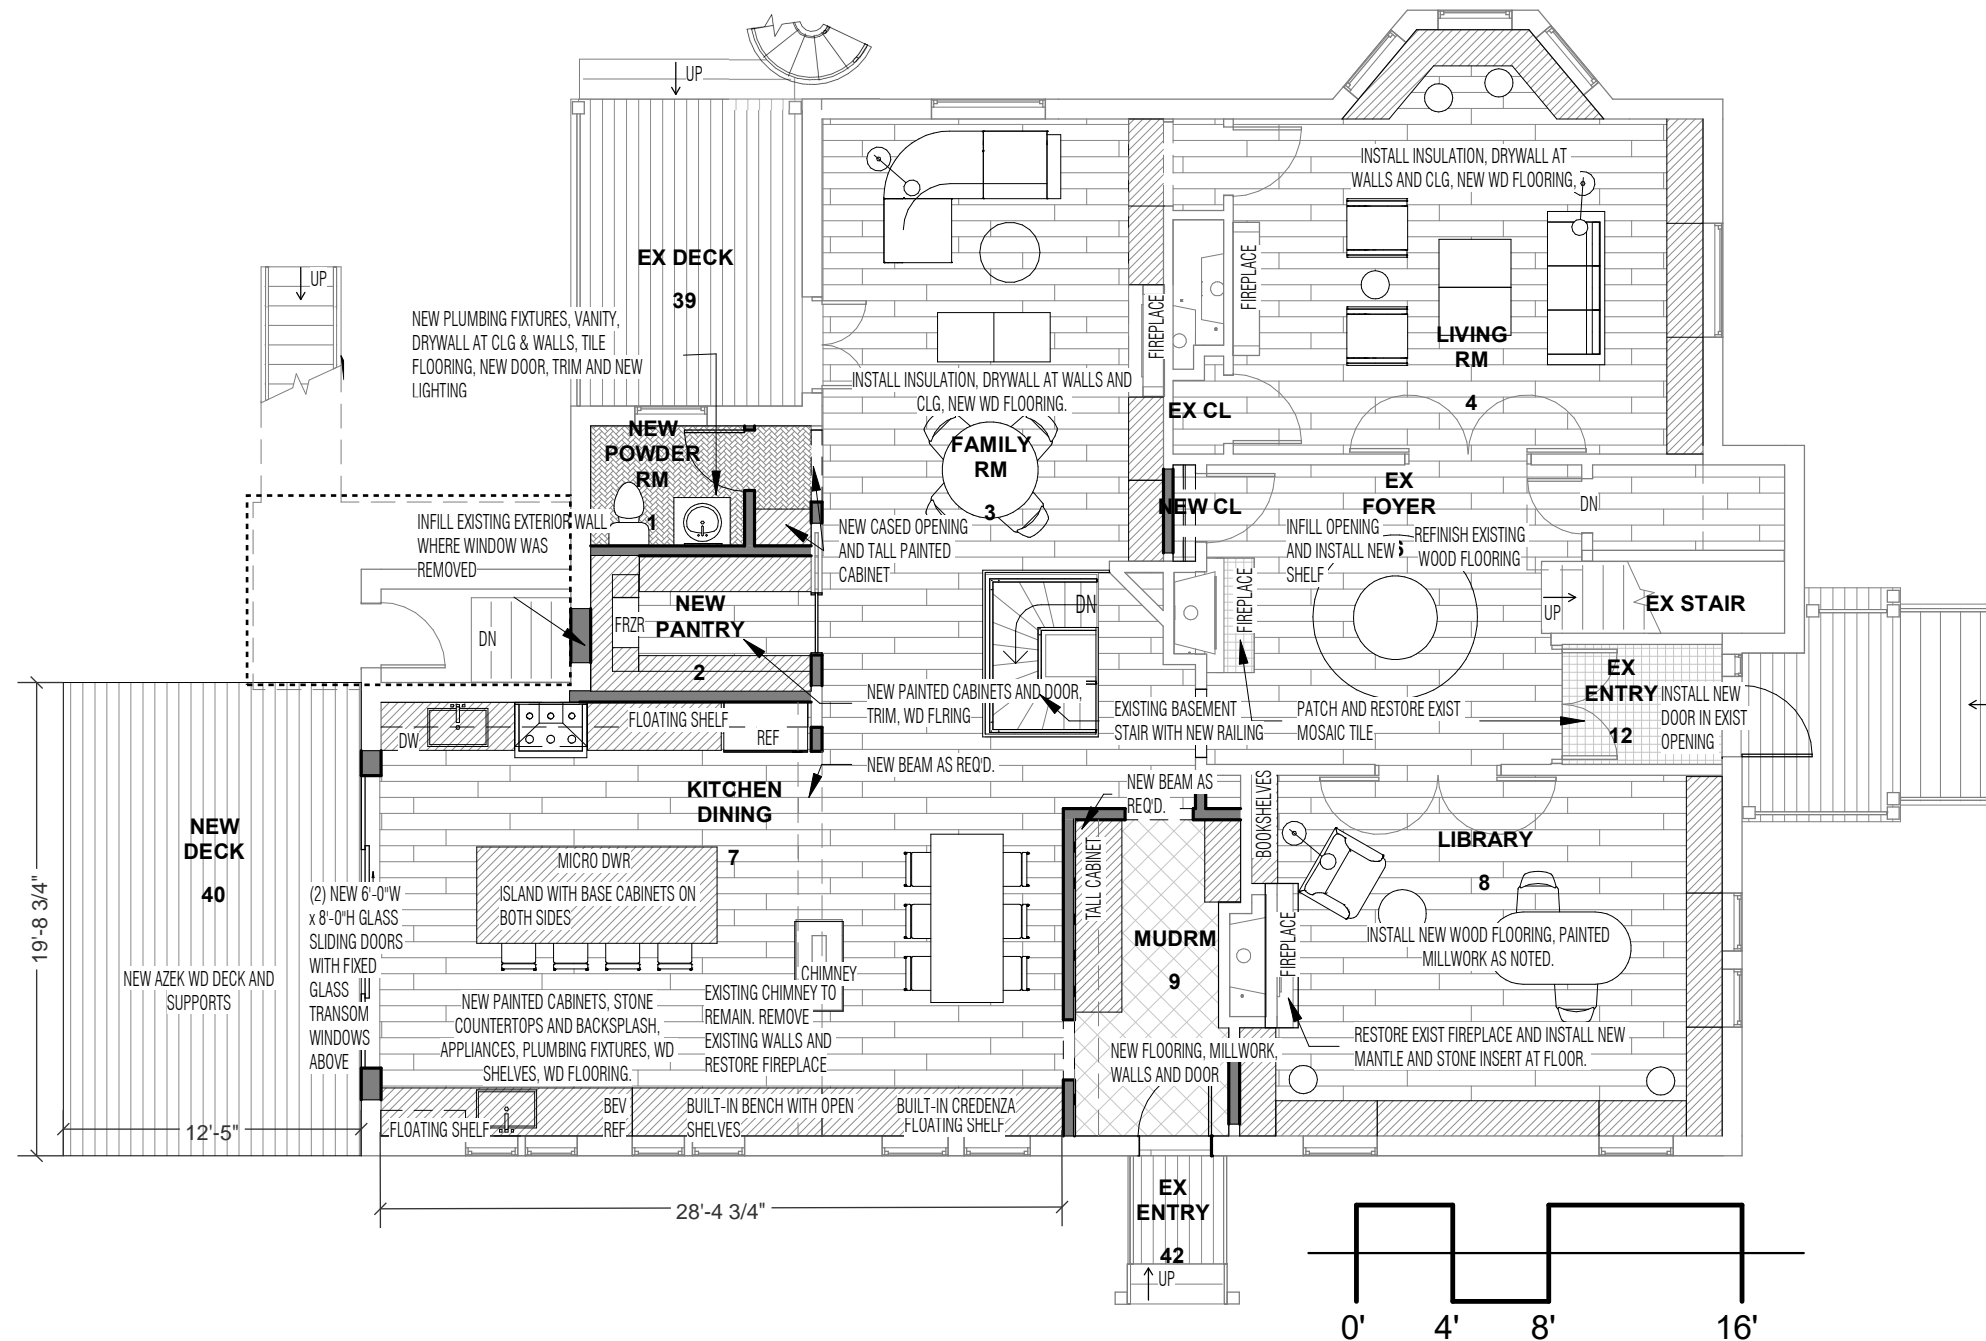 UP
UP
EX DECK
39
NEW PLUMBING FIXTURES, VANITY,
DRYWALL AT CLG & WALLS, TILE
FLOORING, NEW DOOR, TRIM AND NEW
LIGHTING
INSTALL INSULATION, DRYWALL AT
WALLS AND CLG, NEW WD FLOORING,
FIREPLACE
FIREPLACE
LIVING
RM
4
INSTALL INSULATION, DRYWALL AT WALLS AND
CLG, NEW WD FLOORING.
FAMILY
RM
3
EX CL
NEW
POWDER
RM
1
INFILL EXISTING EXTERIOR WALL
WHERE WINDOW WAS
REMOVED
NEW CASED OPENING
AND TALL PAINTED
CABINET
NEW CL
EX
FOYER
INFILL OPENING
AND INSTALL NEW
SHELF
REFINISH EXISTING
WOOD FLOORING
DN
FIREPLACE
UP
EX STAIR
DN
FRZR
NEW
PANTRY
2
DN
NEW PAINTED CABINETS AND DOOR,
TRIM, WD FLRING
EXISTING BASEMENT
STAIR WITH NEW RAILING
PATCH AND RESTORE EXIST
MOSAIC TILE
EX
ENTRY
12
INSTALL NEW
DOOR IN EXIST
OPENING
DW
FLOATING SHELF
REF
NEW BEAM AS REQ'D.
NEW BEAM AS
REQ'D.
KITCHEN
DINING
7
NEW
DECK
40
19'-8 3/4"
NEW AZEK WD DECK AND
SUPPORTS
(2) NEW 6'-0"W
x 8'-0"H GLASS
SLIDING DOORS
WITH FIXED
GLASS
TRANSOM
WINDOWS
ABOVE
MICRO DWR
ISLAND WITH BASE CABINETS ON
BOTH SIDES
CHIMNEY
NEW PAINTED CABINETS, STONE
COUNTERTOPS AND BACKSPLASH,
APPLIANCES, PLUMBING FIXTURES, WD
SHELVES, WD FLOORING.
EXISTING CHIMNEY TO
REMAIN. REMOVE
EXISTING WALLS AND
RESTORE FIREPLACE
TALL CABINET
MUDRM
9
NEW FLOORING, MILLWORK,
WALLS AND DOOR
BOOKSHELVES
FIREPLACE
LIBRARY
8
INSTALL NEW WOOD FLOORING, PAINTED
MILLWORK AS NOTED.
RESTORE EXIST FIREPLACE AND INSTALL NEW
MANTLE AND STONE INSERT AT FLOOR.
FLOATING SHELF
BEV
REF
BUILT-IN BENCH WITH OPEN
SHELVES
BUILT-IN CREDENZA
FLOATING SHELF
12'-5"
28'-4 3/4"
EX
ENTRY
42
UP
0' 4' 8' 16'